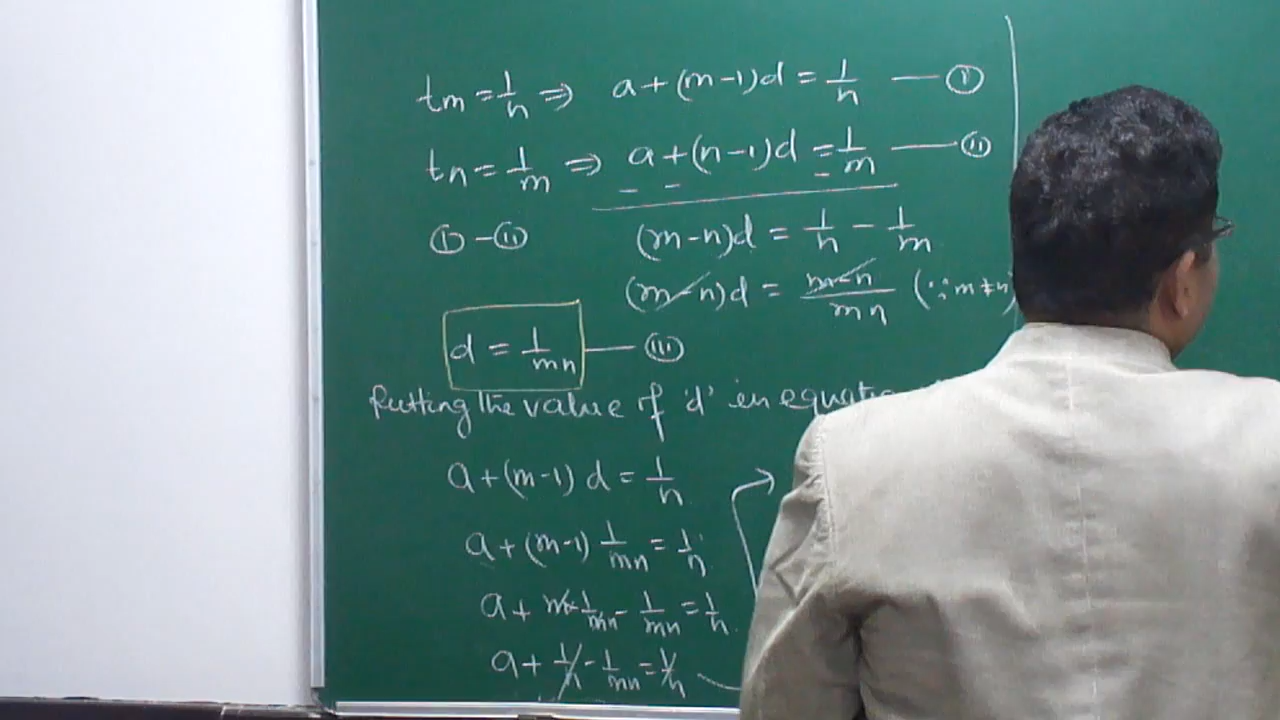 tm = 1/n ⇒ a + (m-1)d = 1/n — (i)
tn = 1/m ⇒ a + (n-1)d = 1/m — (ii)
(i) - (ii) (m-n)d = 1/n - 1/m
(m-n)d = m-n/mn (∵ m ≠ n)
d = 1/mn — (iii)
Putting the value of 'd' in
a + (m-1) d = 1/n
a + (m-1) 1/mn = 1/n
a + m × 1/mn - 1/mn = 1/n
a + 1/n - 1/mn = 1/n